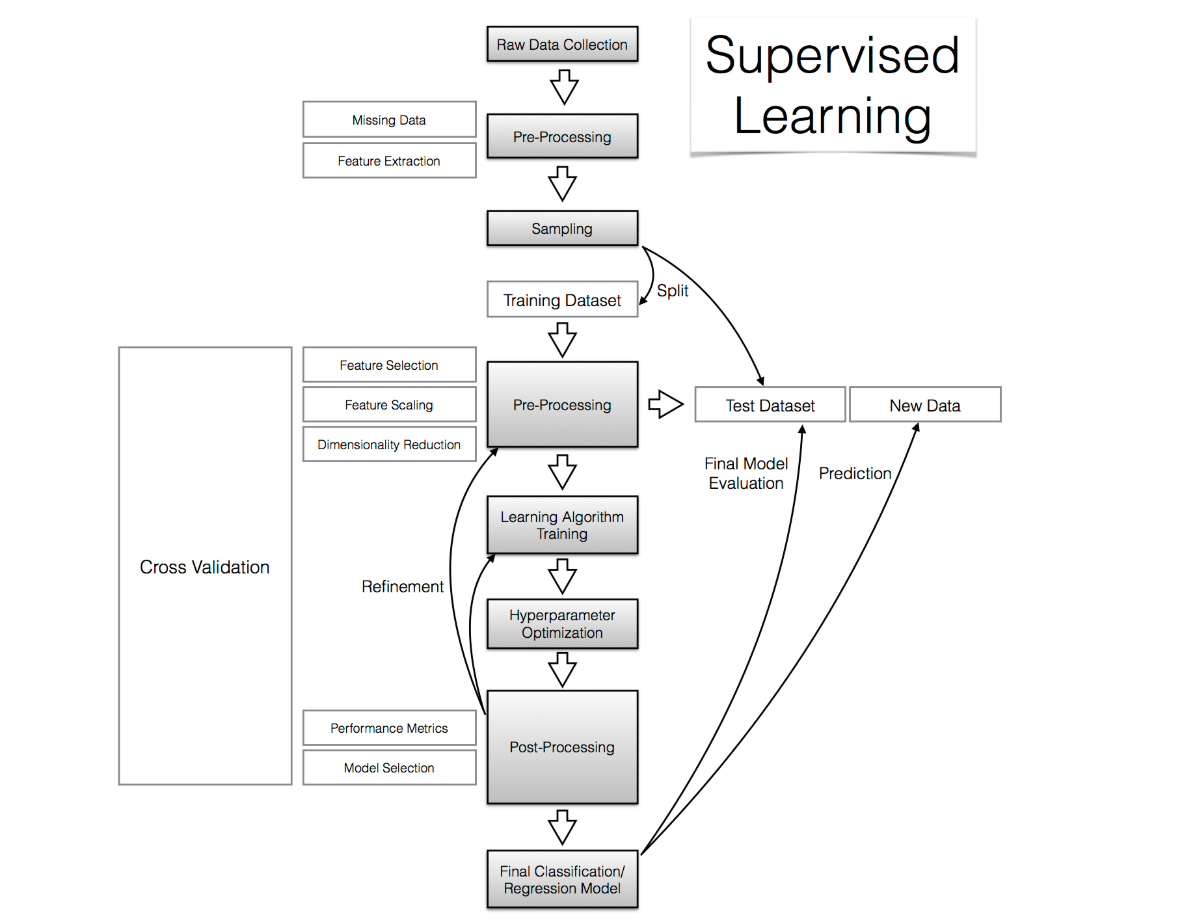 Supervised
Learning
Raw Data Collection
Missing Data
Feature Extraction
Pre-Processing
Sampling
Split
Training Dataset
Feature Selection
Feature Scaling
Dimensionality Reduction
Pre-Processing
Test Dataset
New Data
Final Model
Evaluation
Prediction
Learning Algorithm
Training
Cross Validation
Refinement
Hyperparameter
Optimization
Performance Metrics
Model Selection
Post-Processing
Final Classification/
Regression Model